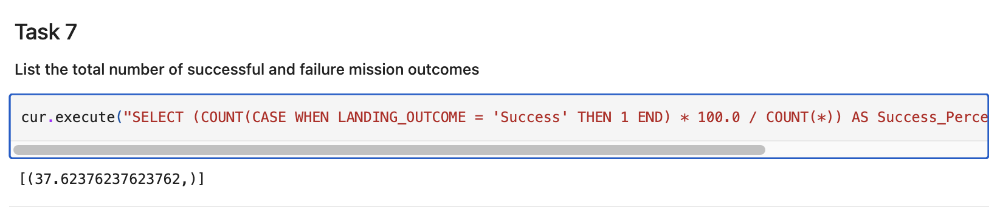 Task 7
List the total number of successful and failure mission outcomes
cur.execute("SELECT (COUNT(CASE WHEN LANDING_OUTCOME = 'Success' THEN 1 END) * 100.0 / COUNT(*)) AS Success_Perce
[(37.62376237623762,)]